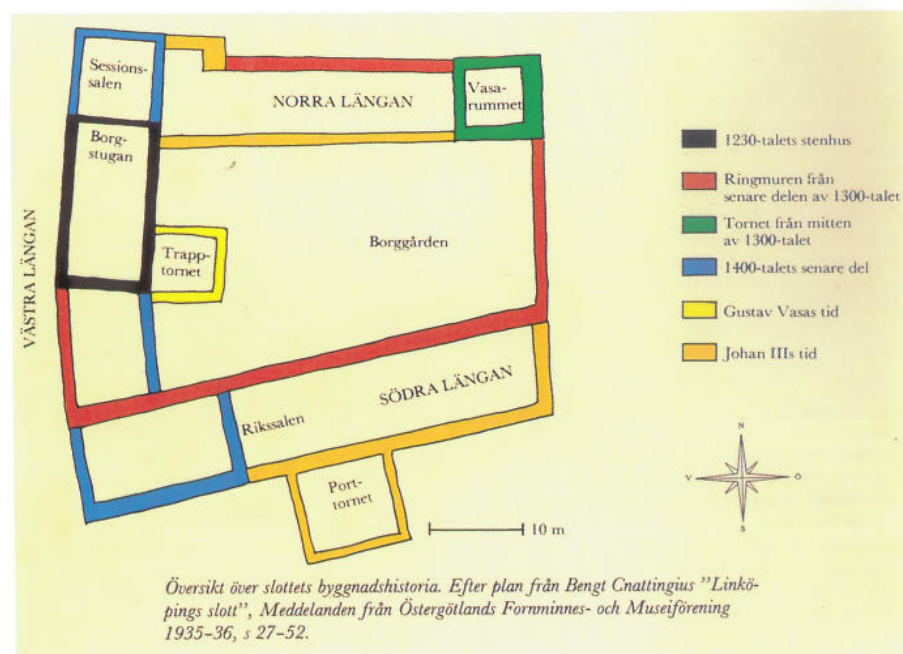 Sessions-
salen
NORRA LÄNGAN
Vasa-
rummet
Borg-
stugan
VÄSTRA LÄNGAN
Trapp-
tornet
Borggården
SÖDRA LÄNGAN
Rikssalen
Port-
tornet
10 m
1230-talets stenhus
Ringmuren från
senare delen av 1300-talet
Tornet från mitten
av 1300-talet
1400-talets senare del
Gustav Vasas tid
Johan IIIs tid
N
V
O
S
Översikt över slottets byggnadshistoria. Efter plan från Bengt Cnattingius ”Linkö-
pings slott”, Meddelanden från Östergötlands Fornminnes- och Museiförening
1935–36, s 27–52.